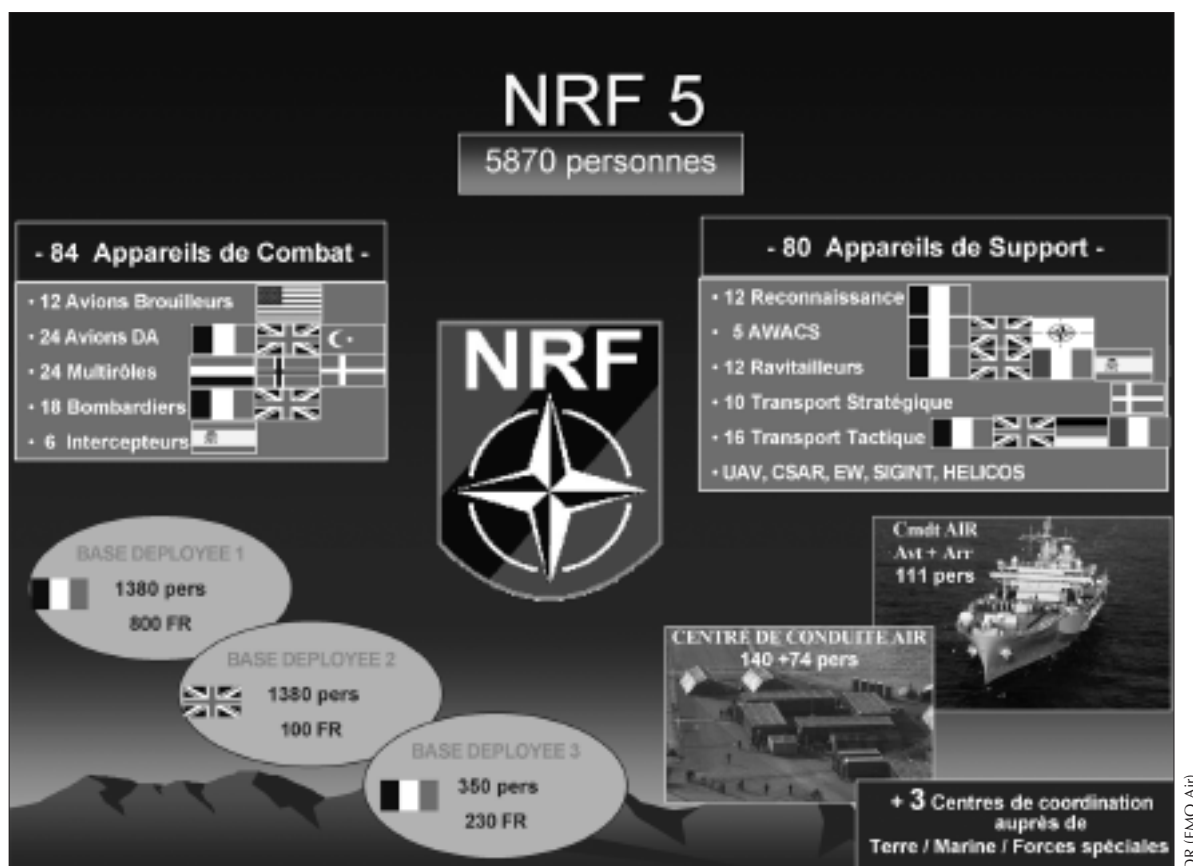 NRF 5
5870 personnes
- 84 Appareils de Combat -
• 12 Avions Brouilleurs
• 24 Avions DA
• 24 Multirôles
• 18 Bombardiers
• 6 Intercepteurs
- 80 Appareils de Support -
• 12 Reconnaissance
• 5 AWACS
• 12 Ravitailleurs
• 10 Transport Stratégique
• 16 Transport Tactique
• UAV, CSAR, EW, SIGINT, HELICOS
NRF
BASE DEPLOYEE 1
1380 pers
800 FR
BASE DEPLOYEE 2
1380 pers
100 FR
BASE DEPLOYEE 3
350 pers
230 FR
Cmdt AIR
Avt + Arr
111 pers
CENTRE DE CONDUITE AIR
140 +74 pers
+ 3 Centres de coordination
auprès de
Terre / Marine / Forces spéciales
DR (EMO Air)